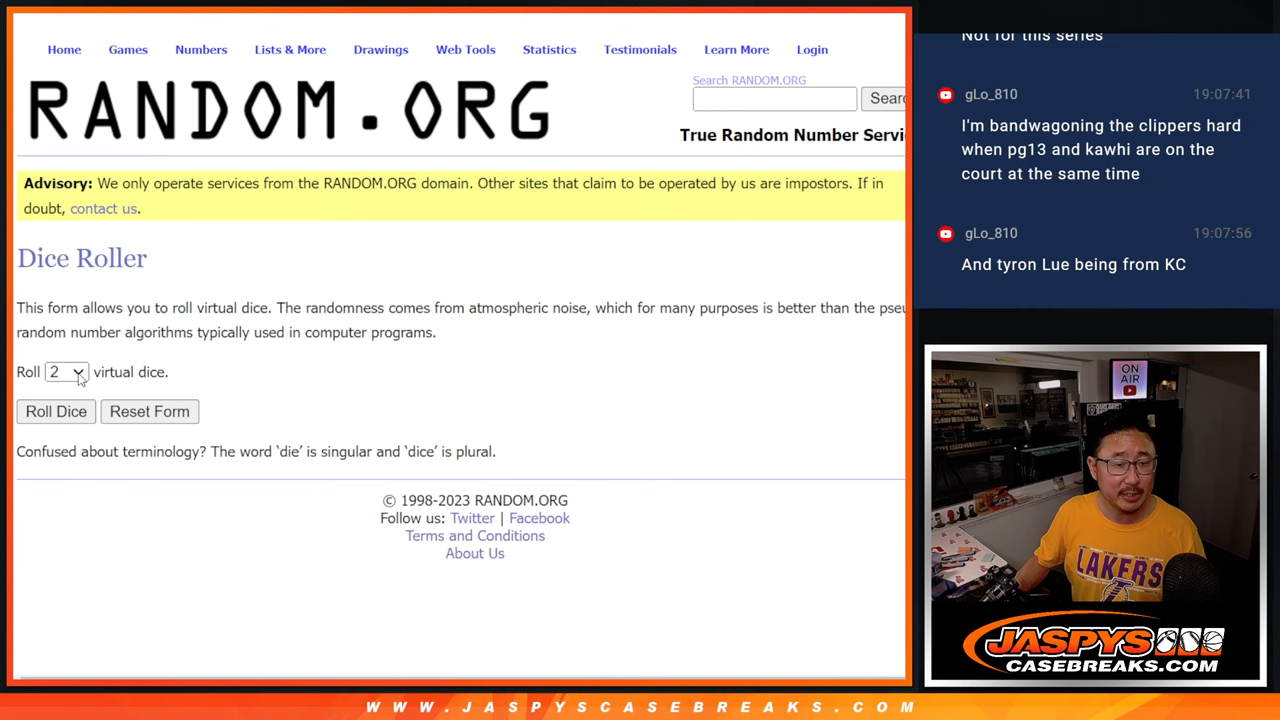 Home Games Numbers Lists & More Drawings Web Tools Statistics Testimonials Learn More Login
RANDOM.ORG
Search RANDOM.ORG
Searc
True Random Number Servi
Advisory: We only operate services from the RANDOM.ORG domain. Other sites that claim to be operated by us are impostors. If in
doubt, contact us.
Dice Roller
This form allows you to roll virtual dice. The randomness comes from atmospheric noise, which for many purposes is better than the pseu
random number algorithms typically used in computer programs.
Roll 2 virtual dice.
Roll Dice Reset Form
Confused about terminology? The word ‘die’ is singular and ‘dice’ is plural.
© 1998-2023 RANDOM.ORG
Follow us: Twitter | Facebook
Terms and Conditions
About Us
Not for this series
gLo_810 19:07:41
I'm bandwagoning the clippers hard
when pg13 and kawhi are on the
court at the same time
gLo_810 19:07:56
And tyron Lue being from KC
ON
AIR
LAKERS
JASPYS
CASEBREAKS.COM
WWW.JASPYSCASEBREAKS.COM